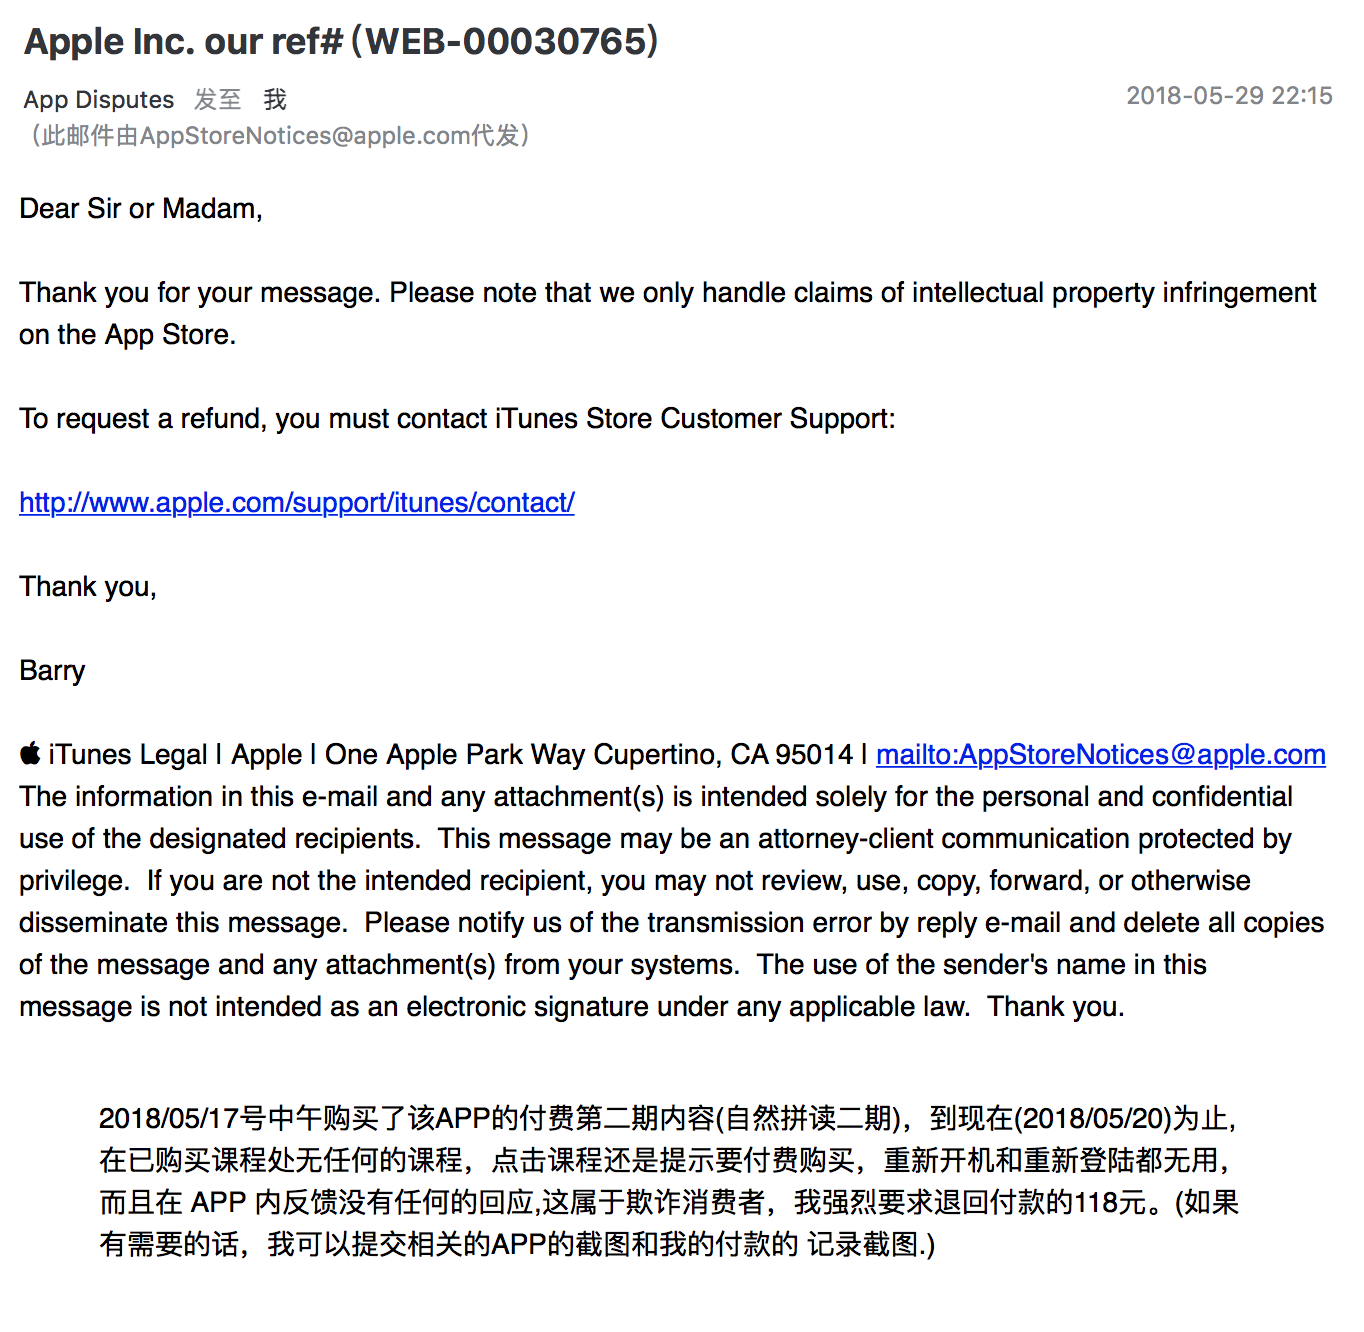 Apple Inc. our ref#（WEB-00030765）
App Disputes 发至 我
2018-05-29 22:15
（此邮件由AppStoreNotices@apple.com代发）
Dear Sir or Madam,
Thank you for your message. Please note that we only handle claims of intellectual property infringement
on the App Store.
To request a refund, you must contact iTunes Store Customer Support:
http://www.apple.com/support/itunes/contact/
Thank you,
Barry
 iTunes Legal | Apple | One Apple Park Way Cupertino, CA 95014 | mailto:AppStoreNotices@apple.com
The information in this e-mail and any attachment(s) is intended solely for the personal and confidential
use of the designated recipients.  This message may be an attorney-client communication protected by
privilege.  If you are not the intended recipient, you may not review, use, copy, forward, or otherwise
disseminate this message.  Please notify us of the transmission error by reply e-mail and delete all copies
of the message and any attachment(s) from your systems.  The use of the sender's name in this
message is not intended as an electronic signature under any applicable law.  Thank you.
2018/05/17号中午购买了该APP的付费第二期内容(自然拼读二期)，到现在(2018/05/20)为止，
在已购买课程处无任何的课程，点击课程还是提示要付费购买，重新开机和重新登陆都无用，
而且在 APP 内反馈没有任何的回应,这属于欺诈消费者，我强烈要求退回付款的118元。(如果
有需要的话，我可以提交相关的APP的截图和我的付款的 记录截图.)